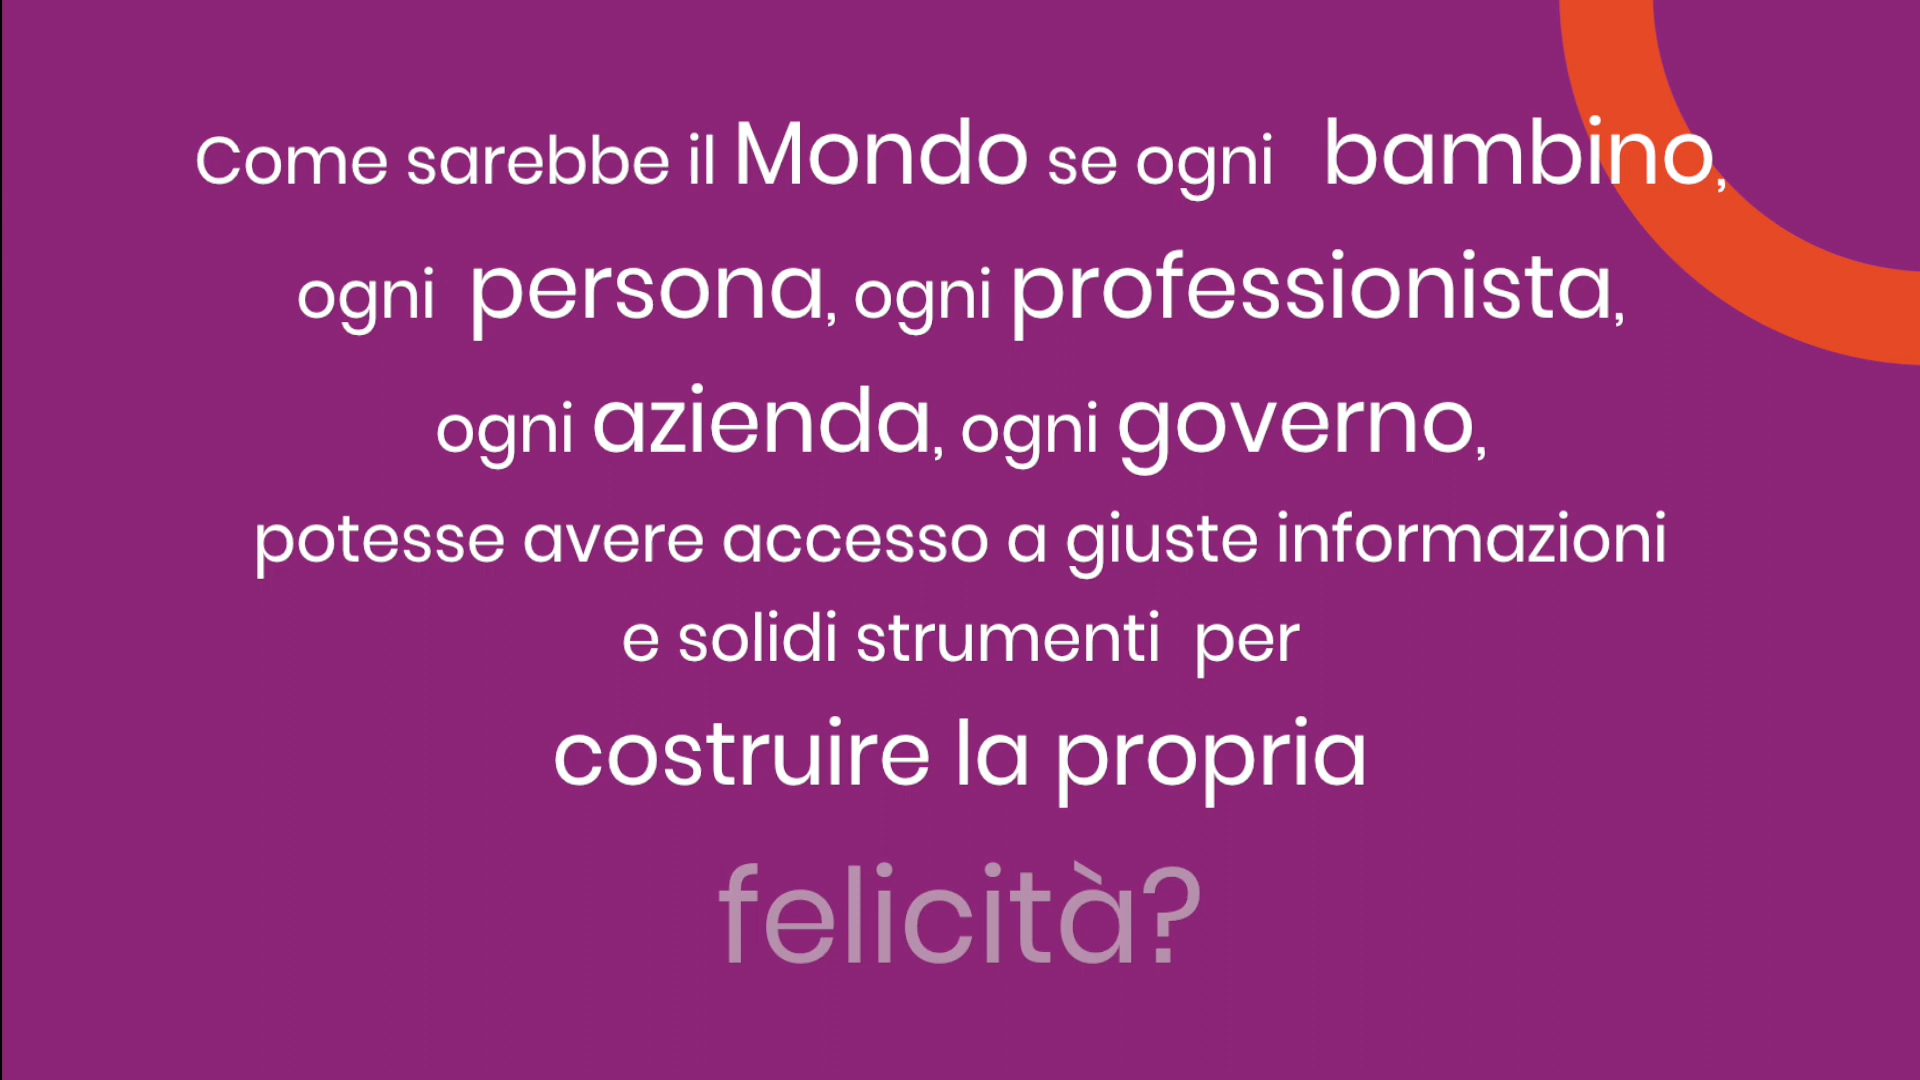 Come sarebbe il Mondo se ogni bambino,
ogni persona, ogni professionista,
ogni azienda, ogni governo,
potesse avere accesso a giuste informazioni
e solidi strumenti per
costruire la propria
felicità?